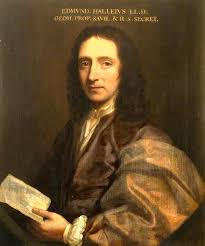 EDMVND. HALLEIVS LL.D.
GEOM. PROF. SAVIL. & R. S. SECRET.